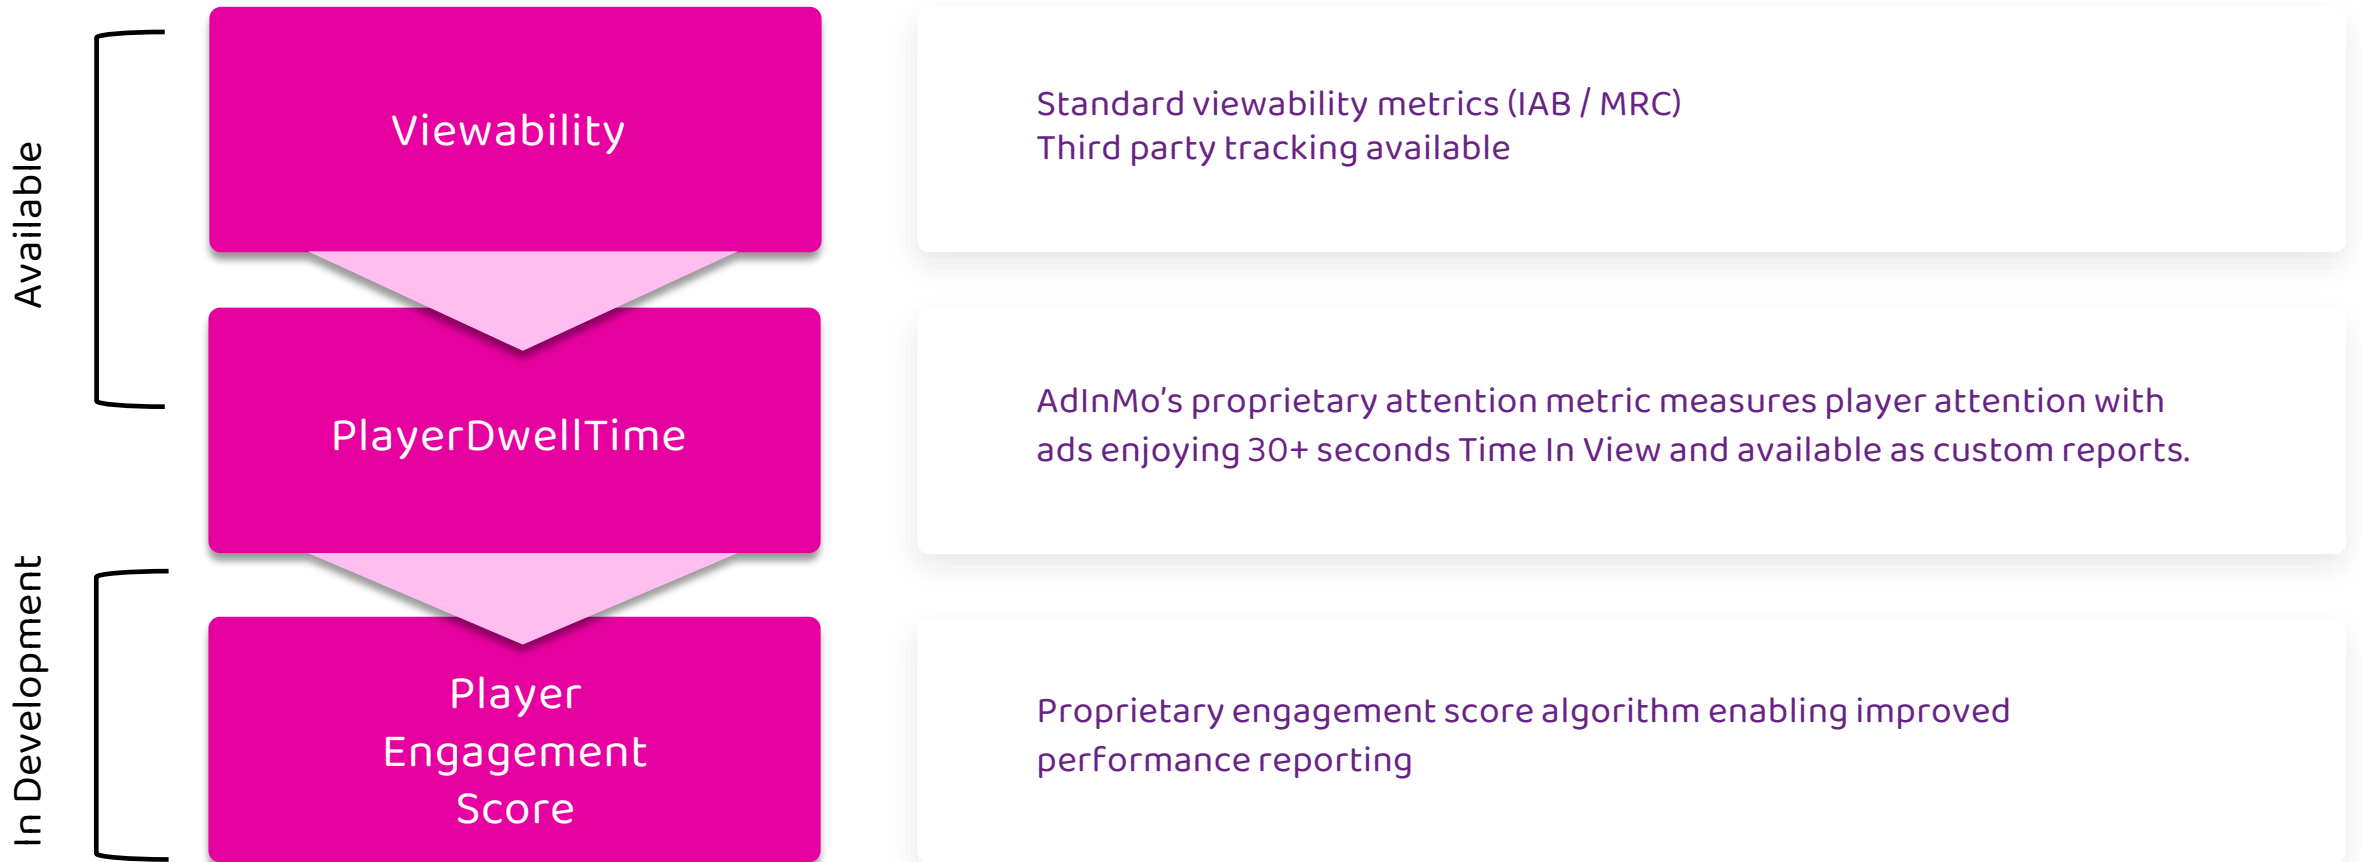 Available
Viewability
Standard viewability metrics (IAB / MRC)
Third party tracking available
PlayerDwellTime
AdInMo's proprietary attention metric measures player attention with
ads enjoying 30+ seconds Time In View and available as custom reports.
In Development
Player
Engagement
Score
Proprietary engagement score algorithm enabling improved
performance reporting